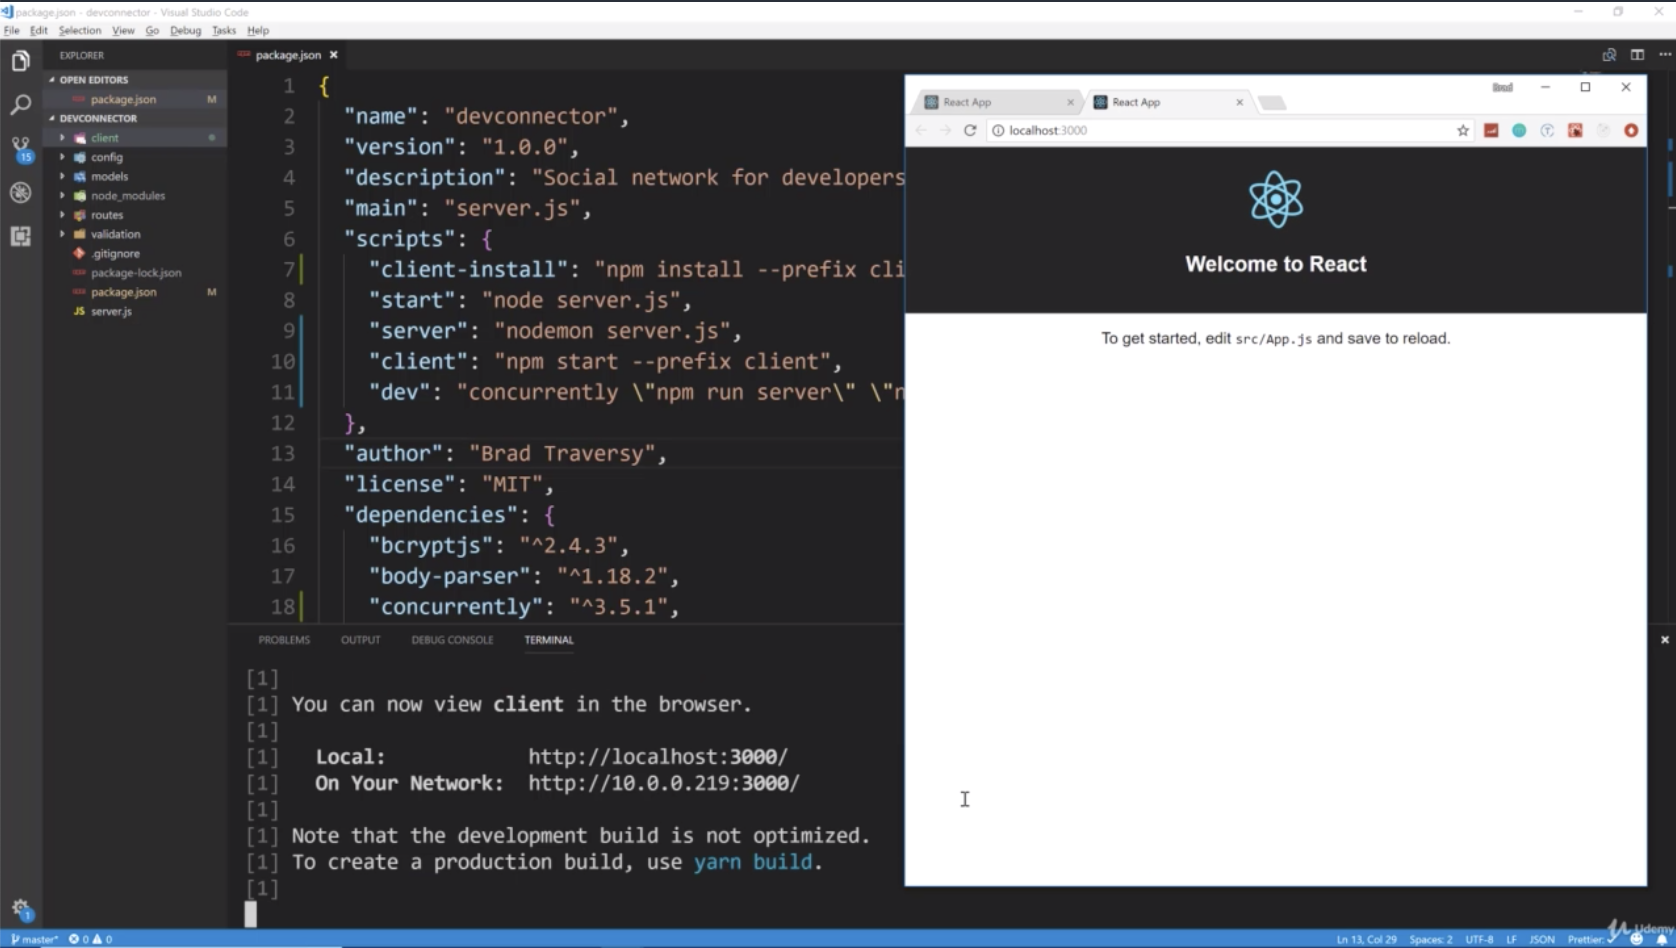 package.json - devconnector - Visual Studio Code
File Edit Selection View Go Debug Tasks Help
EXPLORER
OPEN EDITORS
package.json M
DEVCONNECTOR
client
config
models
node_modules
routes
validation
.gitignore
package-lock.json
package.json M
JS server.js
15
1
package.json
1 {
2 "name": "devconnector",
3 "version": "1.0.0",
4 "description": "Social network for developers
5 "main": "server.js",
6 "scripts": {
7 "client-install": "npm install --prefix cli
8 "start": "node server.js",
9 "server": "nodemon server.js",
10 "client": "npm start --prefix client",
11 "dev": "concurrently \"npm run server\" \"n
12 },
13 "author": "Brad Traversy",
14 "license": "MIT",
15 "dependencies": {
16 "bcryptjs": "^2.4.3",
17 "body-parser": "^1.18.2",
18 "concurrently": "^3.5.1",
PROBLEMS OUTPUT DEBUG CONSOLE TERMINAL
[1]
[1] You can now view client in the browser.
[1]
[1] Local: http://localhost:3000/
[1] On Your Network: http://10.0.0.219:3000/
[1]
[1] Note that the development build is not optimized.
[1] To create a production build, use yarn build.
[1]
Brad
React App React App
localhost:3000
Welcome to React
To get started, edit src/App.js and save to reload.
master* 0 0
Ln 13, Col 29 Spaces: 2 UTF-8 LF JSON Prettier:
Udemy